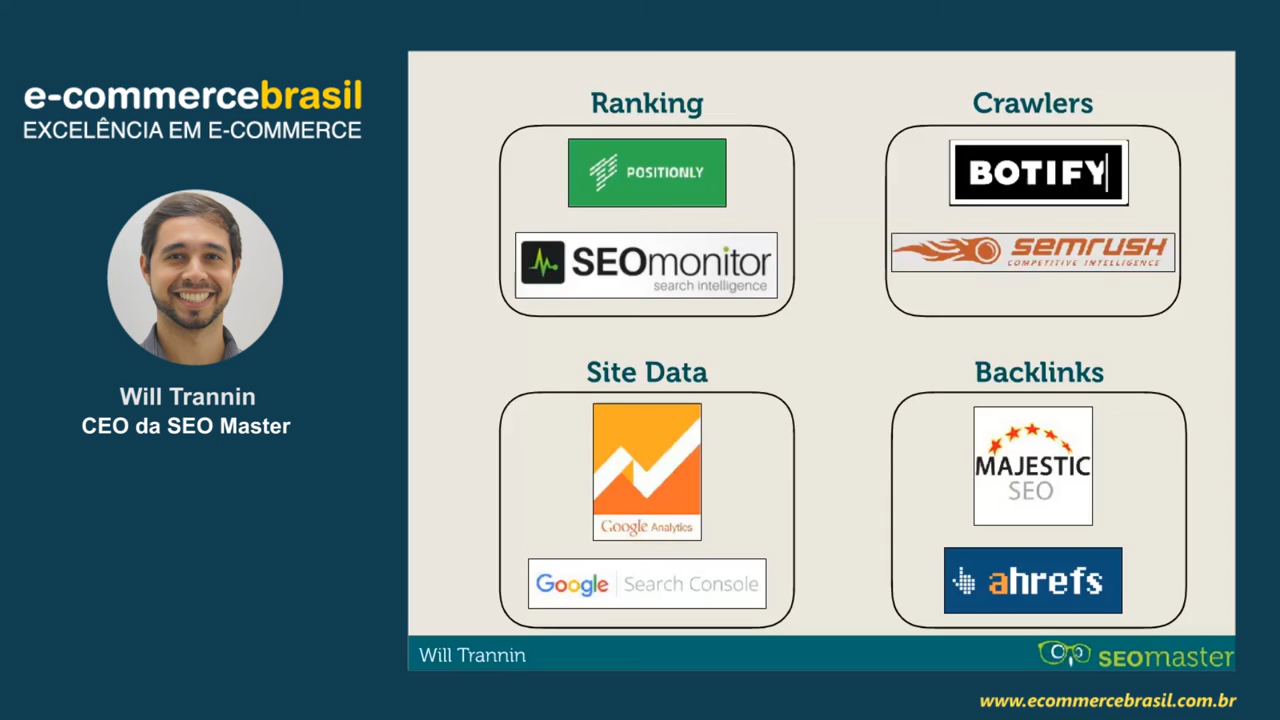 e-commercebrasil
EXCELÊNCIA EM E-COMMERCE
Will Trannin
CEO da SEO Master
Ranking
POSITIONLY
SEOmonitor
search intelligence
Crawlers
BOTIFY
SEMRUSH
COMPETITIVE INTELLIGENCE
Site Data
Google Analytics
Google Search Console
Backlinks
MAJESTIC
SEO
ahrefs
Will Trannin
SEOmaster
www.ecommercebrasil.com.br